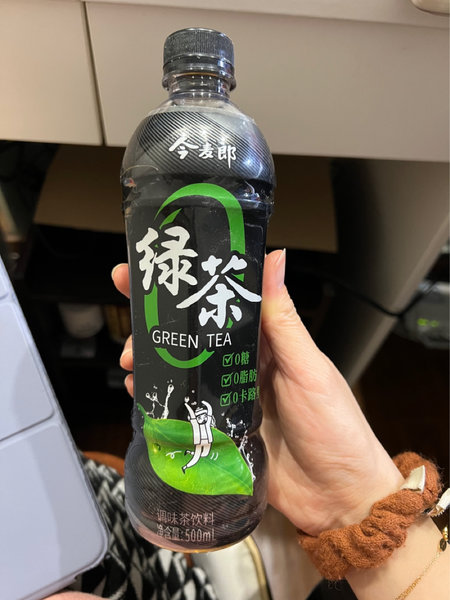 今麦郎
绿茶
GREEN TEA
0糖
0脂肪
0卡路
调味茶饮料
净含量:500ml